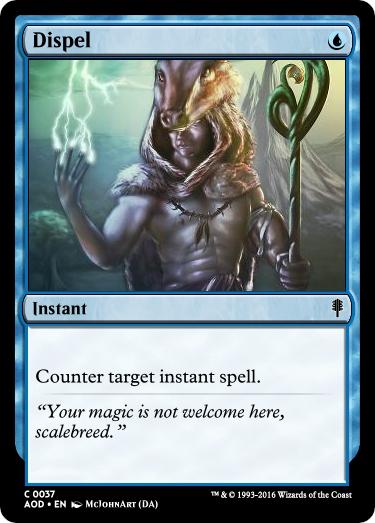 Dispel
Instant
Counter target instant spell.
“Your magic is not welcome here,
scalebreed.”
C 0037
™ & © 1993-2016 Wizards of the Coast
AOD • EN McJohnArt (DA)